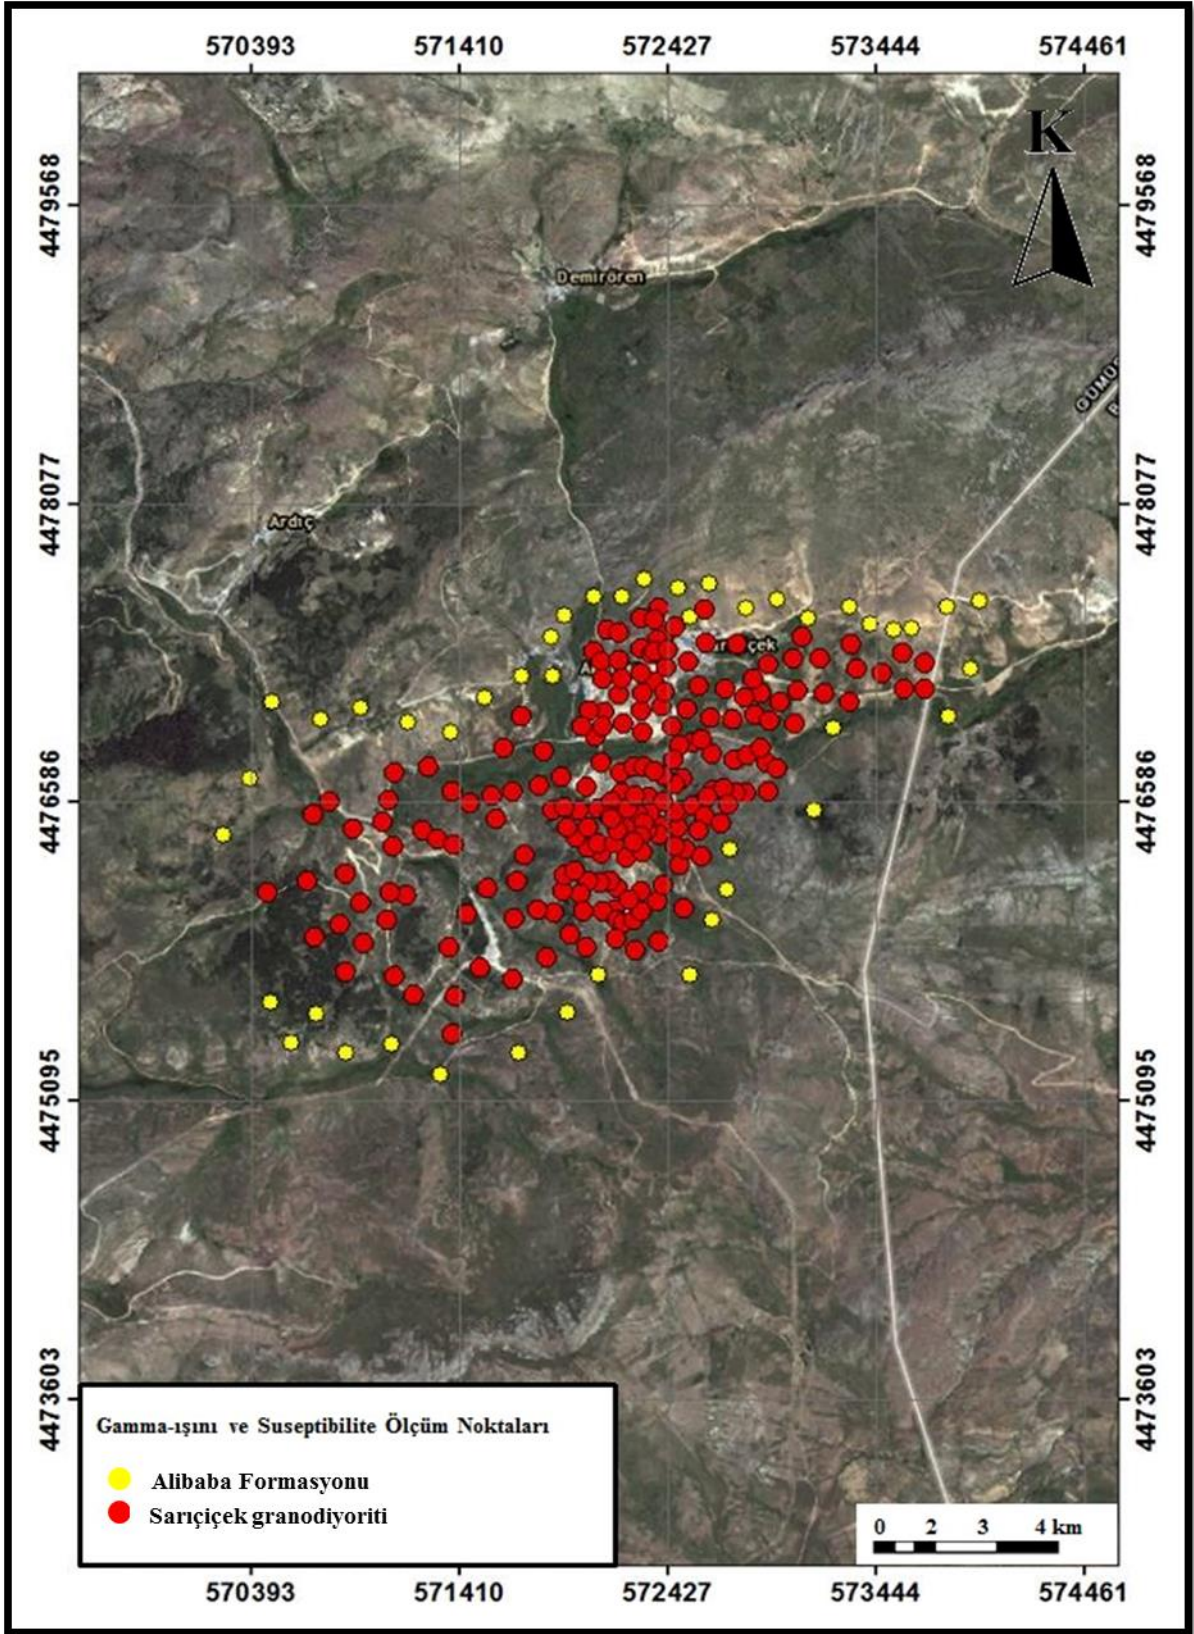 570393 571410 572427 573444 574461
K
4479568 4479568
Demirören
GÜMÜŞ
4478077 4478077
Ardıç
4476586 4476586
4475095 4475095
4473603 4473603
Gamma-ışını ve Suseptibilite Ölçüm Noktaları
Alibaba Formasyonu
Sarıçiçek granodiyoriti
0 2 3 4 km
570393 571410 572427 573444 574461